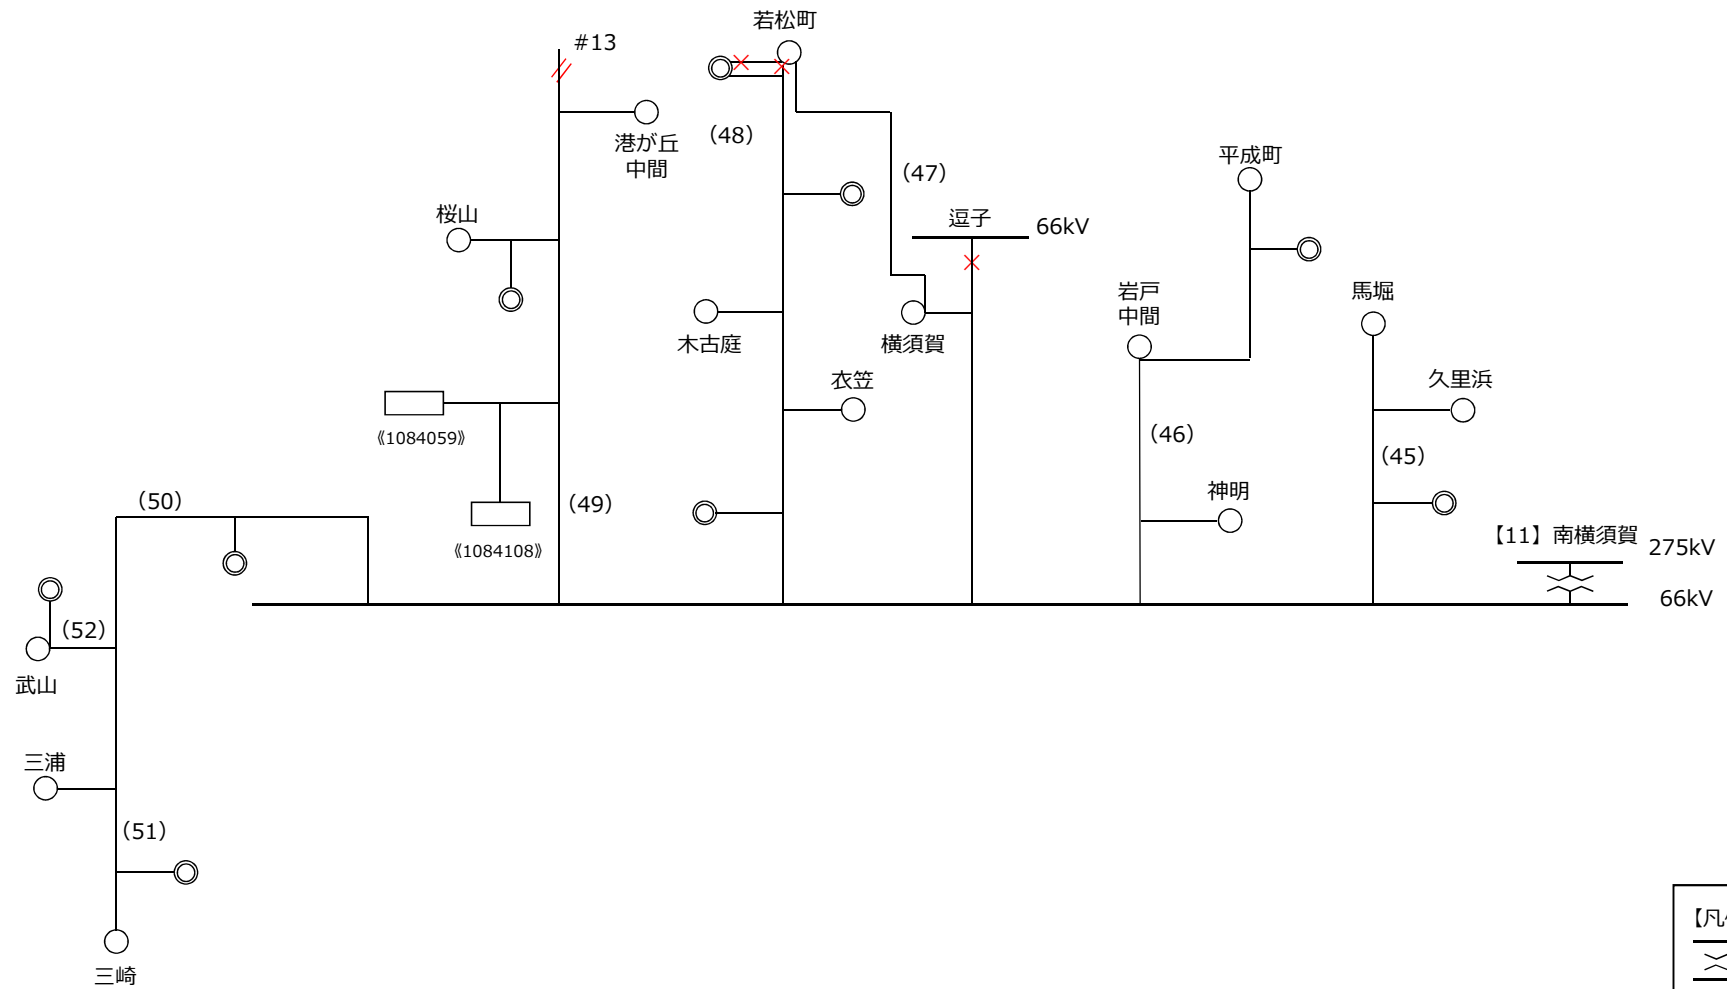 若松町
#13
港が丘
中間
(48)
(47)
平成町
桜山
逗子
66kV
岩戸
中間
馬堀
木古庭
横須賀
衣笠
久里浜
《1084059》
(46)
(45)
(50)
(49)
神明
《1084108》
【11】南横須賀
275kV
66kV
(52)
武山
三浦
(51)
三崎
【凡